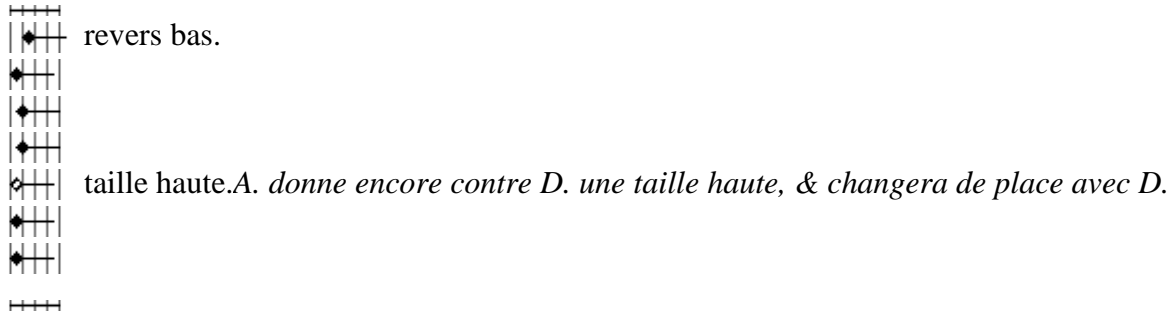 revers bas.
taille haute.A. donne encore contre D. une taille haute, & changera de place avec D.